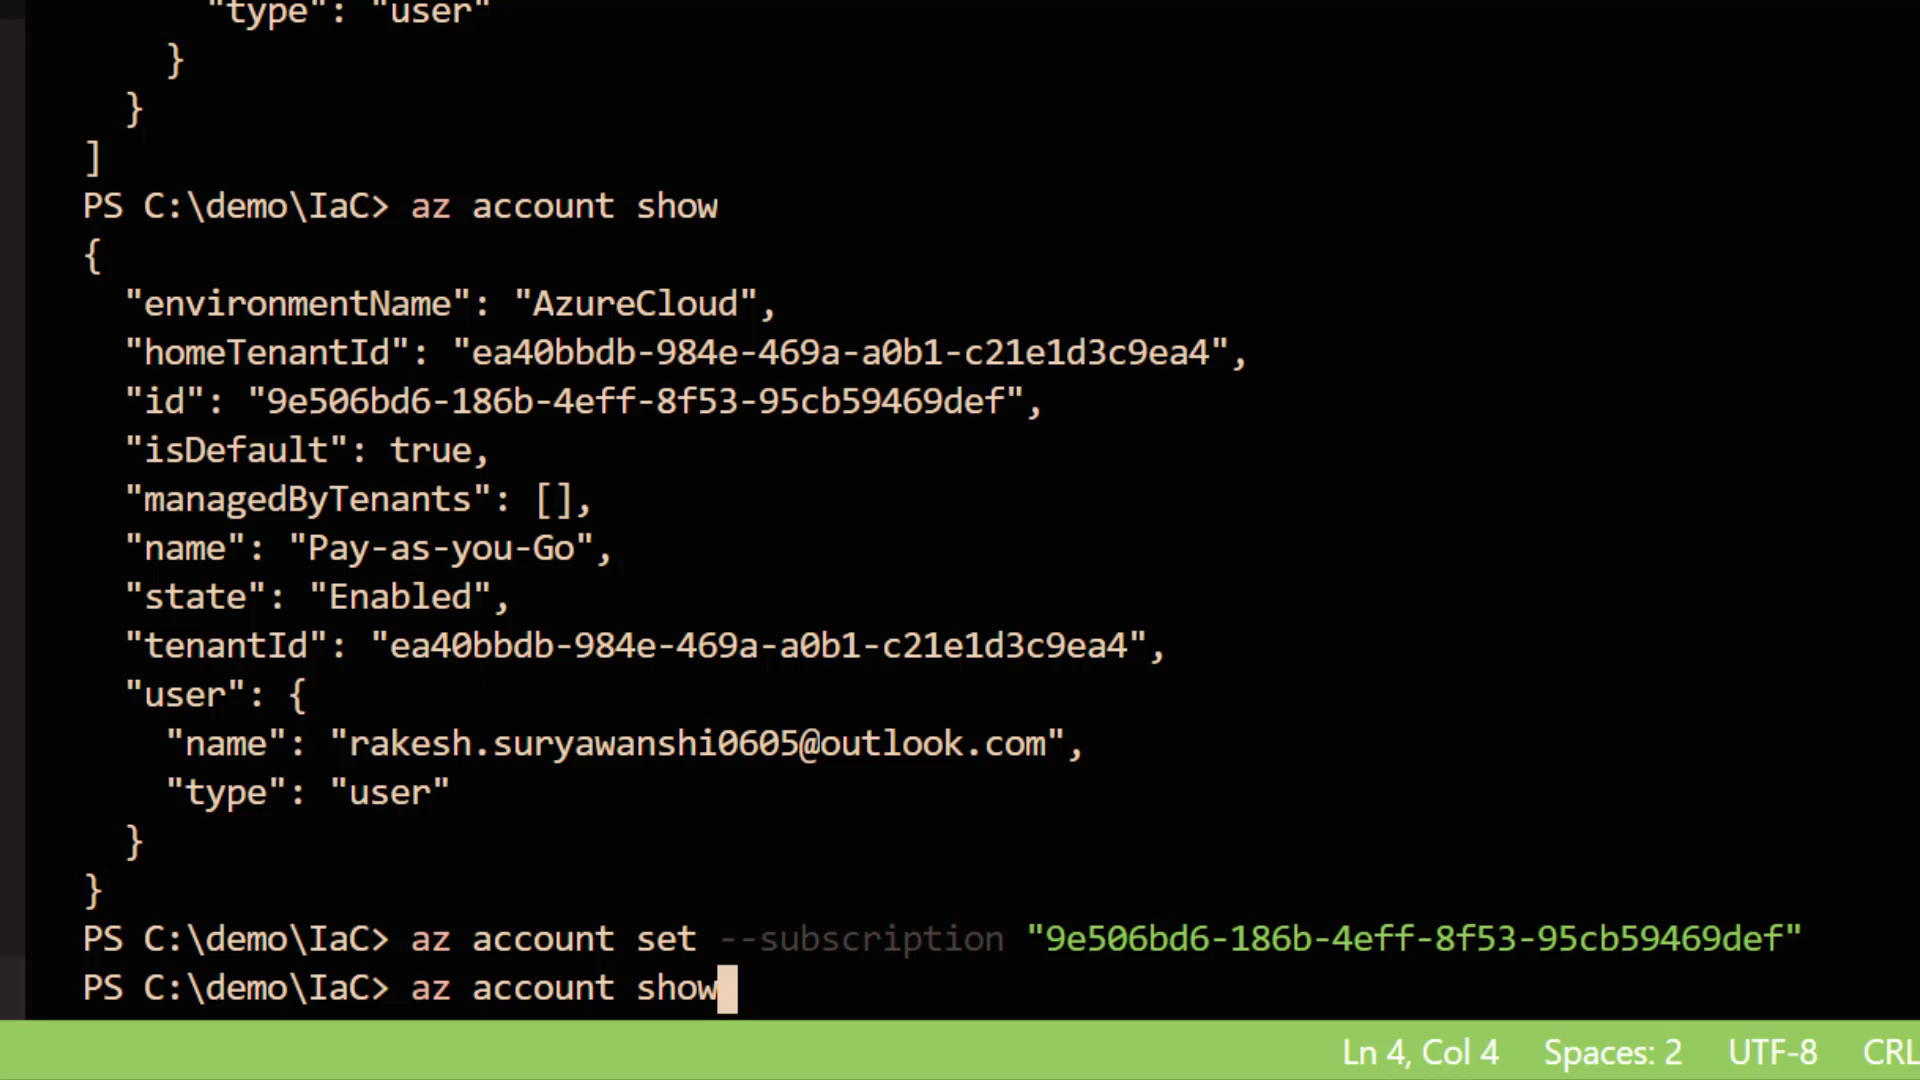 "type": "user"
}
}
]
PS C:\demo\IaC> az account show
{
"environmentName": "AzureCloud",
"homeTenantId": "ea40bbdb-984e-469a-a0b1-c21e1d3c9ea4",
"id": "9e506bd6-186b-4eff-8f53-95cb59469def",
"isDefault": true,
"managedByTenants": [],
"name": "Pay-as-you-Go",
"state": "Enabled",
"tenantId": "ea40bbdb-984e-469a-a0b1-c21e1d3c9ea4",
"user": {
"name": "rakesh.suryawanshi0605@outlook.com",
"type": "user"
}
}
PS C:\demo\IaC> az account set --subscription "9e506bd6-186b-4eff-8f53-95cb59469def"
PS C:\demo\IaC> az account show
Ln 4, Col 4 Spaces: 2 UTF-8 CRL